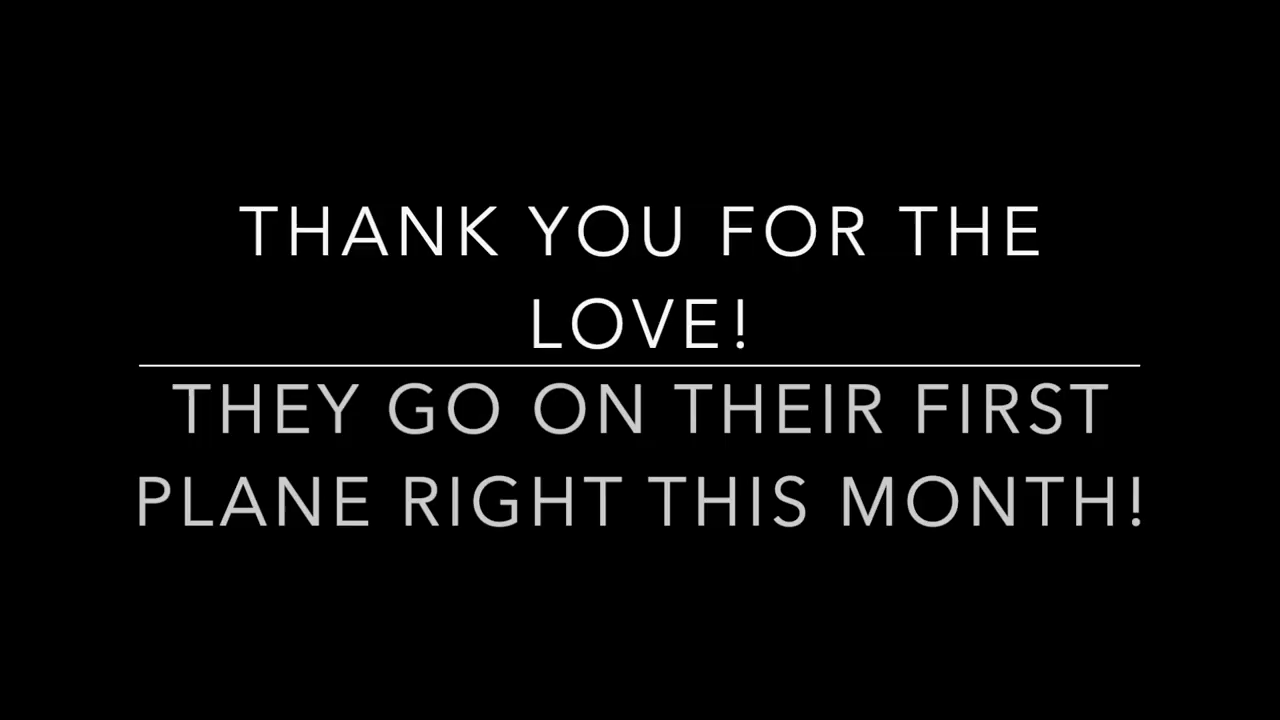 THANK YOU FOR THE
LOVE!
THEY GO ON THEIR FIRST
PLANE RIGHT THIS MONTH!